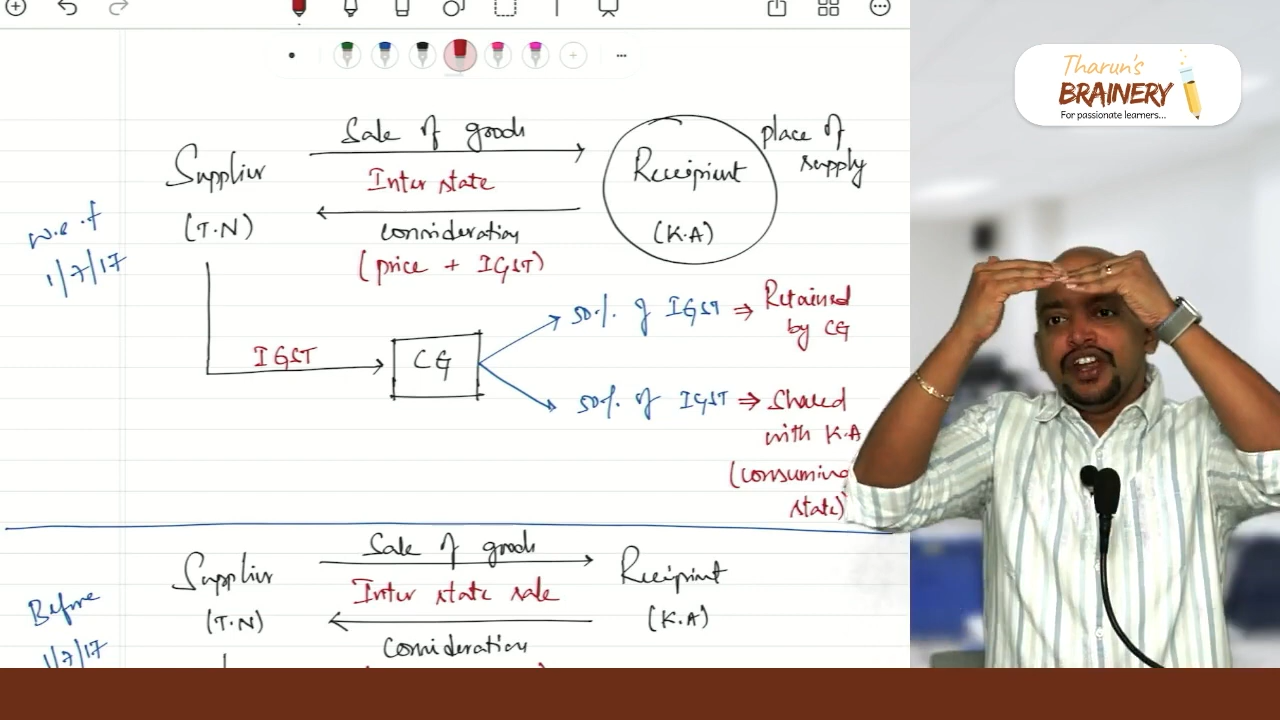 Tharun's
BRAINERY
For passionate learners...
Sale of goods
place of
supply
Supplier
Inter state
Recipient
(T.N)
consideration
(K.A)
w.e.f
1/7/17
(price + IGST)
50%. of IGST ⇒ Retained
by CG
IGST
CG
50%. of IGST ⇒ Shared
with K.A
(consuming
state)
Sale of goods
Supplier
Recipient
Inter state sale
(T.N)
(K.A)
consideration
Before
1/7/17